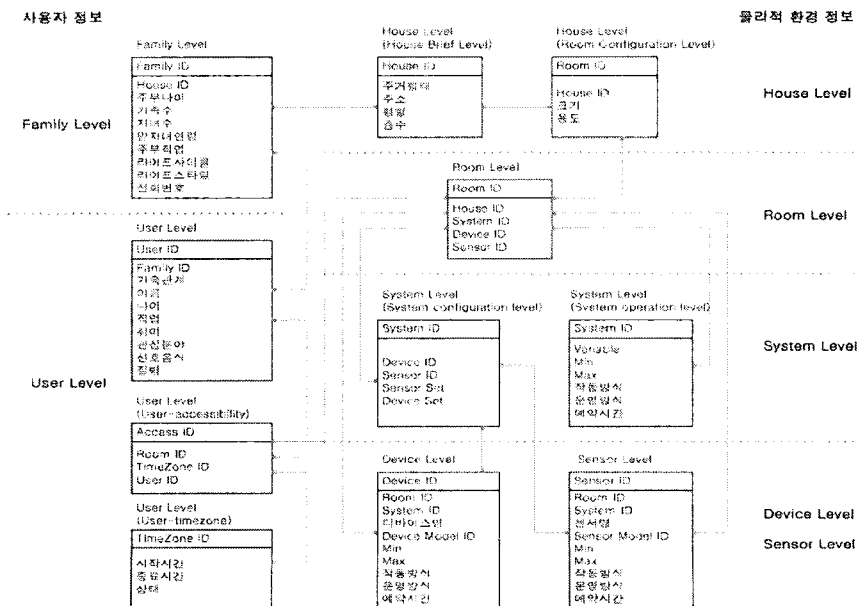 사용자 정보
물리적 환경 정보
Family Level
Family Level
Family ID
House ID
주부나이
가족수
자녀수
맏자녀연령
주부직업
라이프사이클
라이프스타일
전화번호
House Level
(House Brief Level)
House ID
주거형태
주소
평형
층수
House Level
(Room Configuration Level)
Room ID
House ID
크기
용도
House Level
Room Level
Room ID
House ID
System ID
Device ID
Sensor ID
Room Level
User Level
User Level
User ID
Family ID
가족관계
이름
나이
직업
취미
관심분야
선호음식
질병
User Level
(User-accessibility)
Access ID
Room ID
TimeZone ID
User ID
User Level
(User-timezone)
TimeZone ID
시작시간
종료시간
상태
System Level
(System configuration level)
System ID
Device ID
Sensor ID
Sensor Set
Device Set
System Level
(System operation level)
System ID
Variable
Min
Max
작동방식
운영방식
예약시간
System Level
Device Level
Device ID
Room ID
System ID
디바이스명
Device Model ID
Min
Max
작동방식
운영방식
예약시간
Sensor Level
Sensor ID
Room ID
System ID
센서명
Sensor Model ID
Min
Max
작동방식
운영방식
예약시간
Device Level
Sensor Level